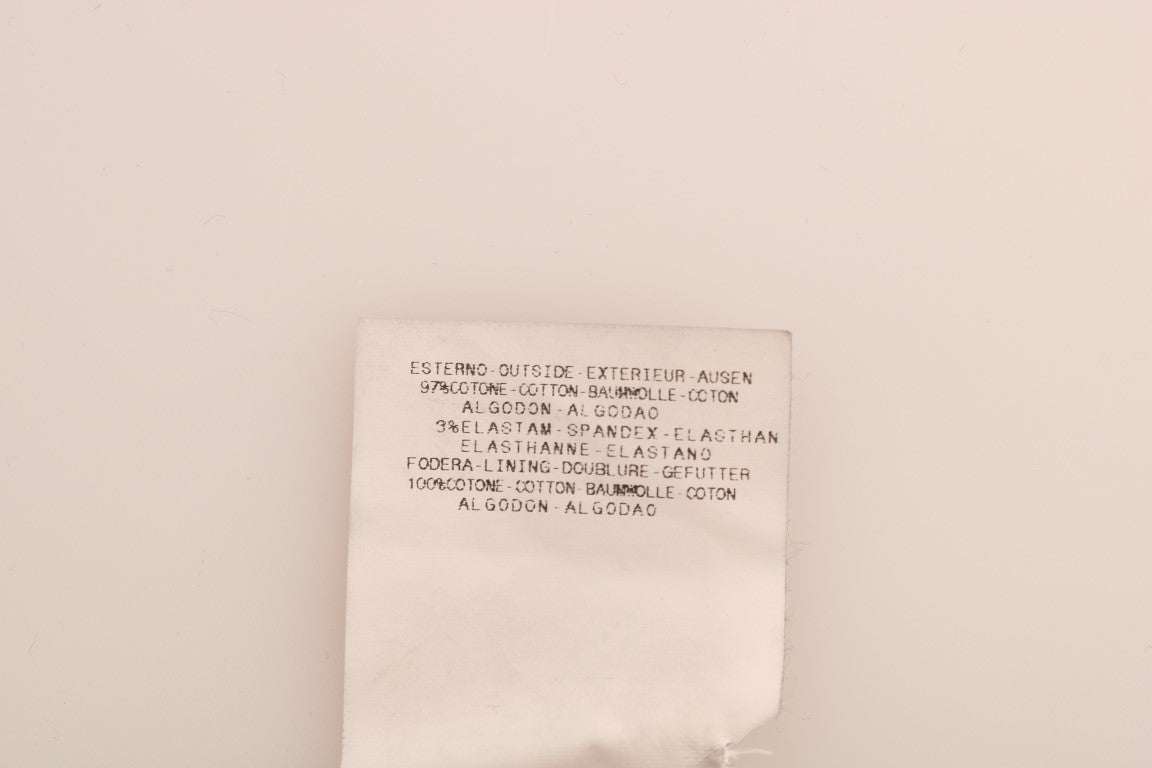 ESTERNO-OUTSIDE-EXTERIEUR-AUSEN
97%COTONE-COTTON-BAUMWOLLE-COTON
ALGODON-ALGODAO
3%ELASTAM-SPANDEX-ELASTHAN
ELASTHANNE-ELASTANO
FODERA-LINING-DOUBLURE-GEFUTTER
100%COTONE-COTTON-BAUMWOLLE-COTON
ALGODON-ALGODAO